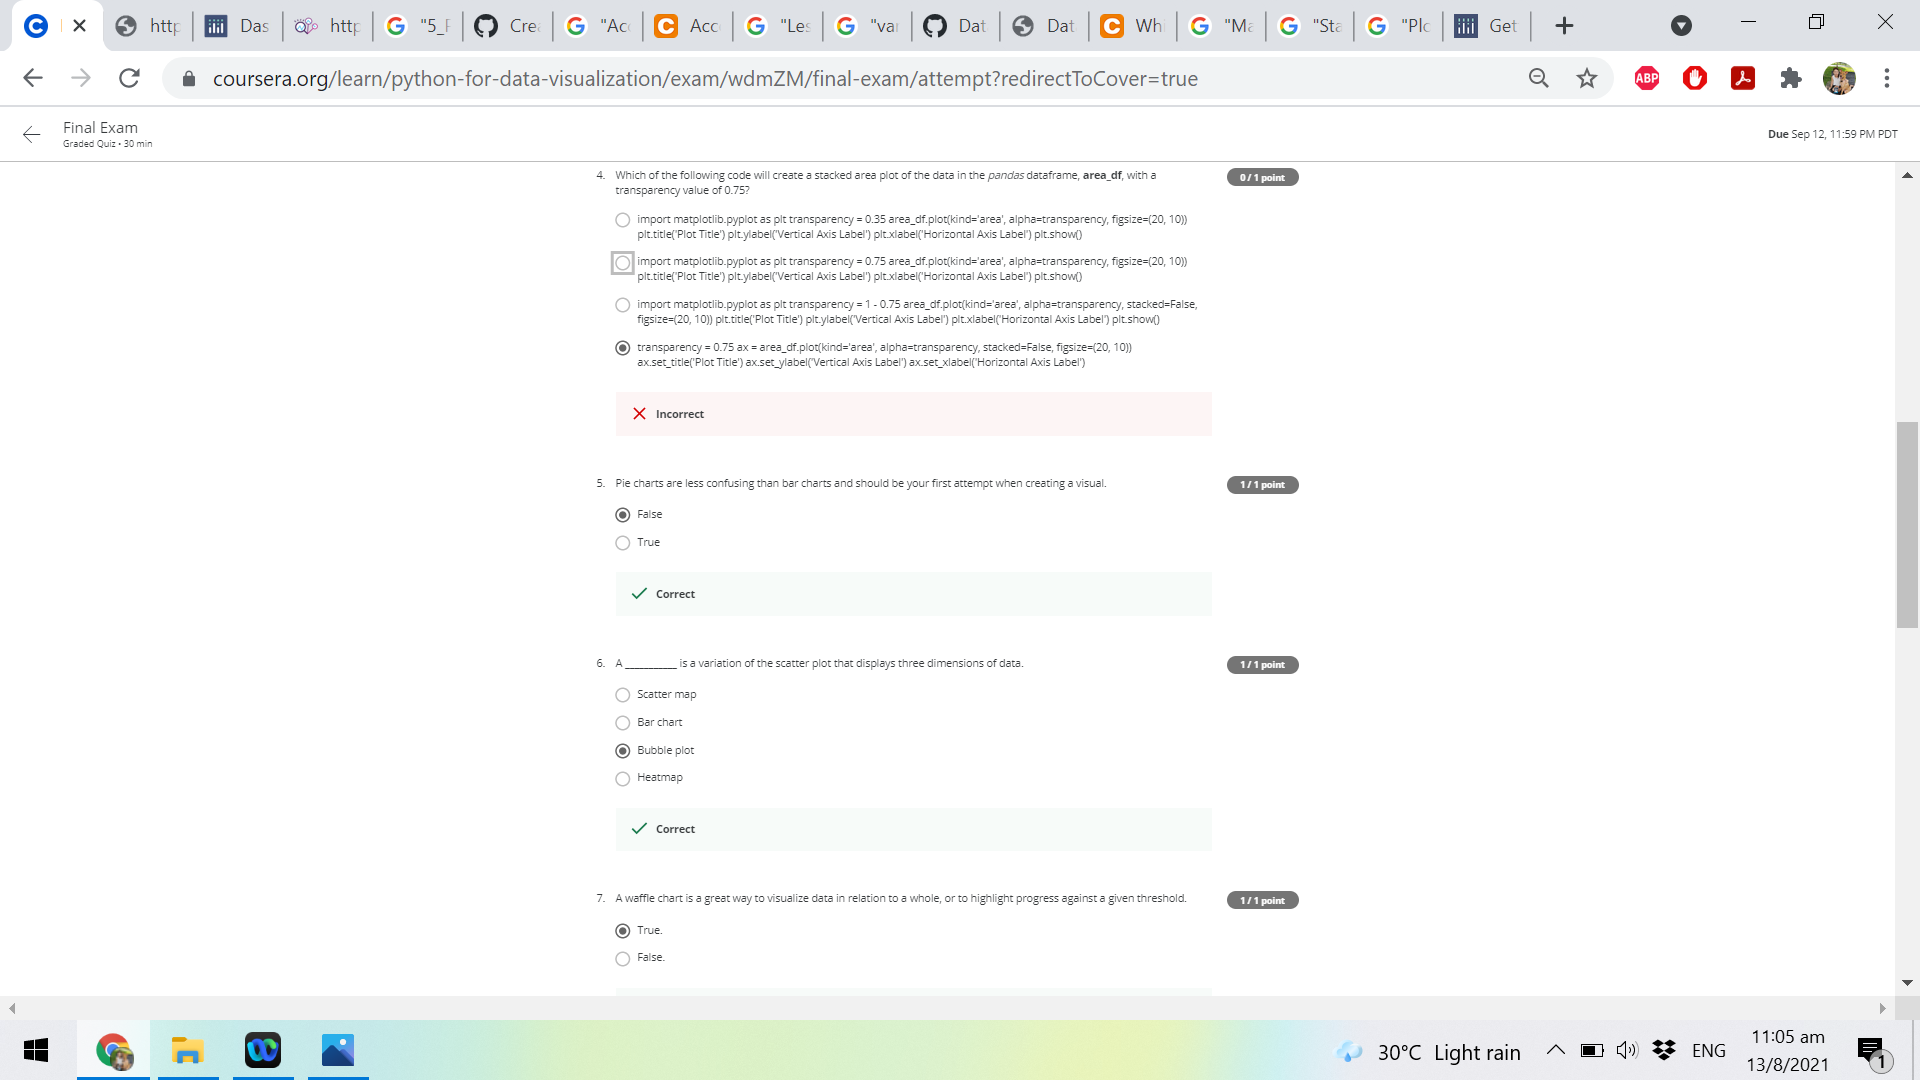 http
Das
http
"5_F
Cre
"Acc
Acc
"Les
"var
Dat
Dat
Whi
"Ma
"Sta
"Plo
Get
coursera.org/learn/python-for-data-visualization/exam/wdmZM/final-exam/attempt?redirectToCover=true
ABP
Final Exam
Graded Quiz • 30 min
Due Sep 12, 11:59 PM PDT
4. Which of the following code will create a stacked area plot of the data in the pandas dataframe, area_df, with a
transparency value of 0.75?
0 / 1 point
import matplotlib.pyplot as plt transparency = 0.35 area_df.plot(kind='area', alpha=transparency, figsize=(20, 10))
plt.title('Plot Title') plt.ylabel('Vertical Axis Label') plt.xlabel('Horizontal Axis Label') plt.show()
import matplotlib.pyplot as plt transparency = 0.75 area_df.plot(kind='area', alpha=transparency, figsize=(20, 10))
plt.title('Plot Title') plt.ylabel('Vertical Axis Label') plt.xlabel('Horizontal Axis Label') plt.show()
import matplotlib.pyplot as plt transparency = 1 - 0.75 area_df.plot(kind='area', alpha=transparency, stacked=False,
figsize=(20, 10)) plt.title('Plot Title') plt.ylabel('Vertical Axis Label') plt.xlabel('Horizontal Axis Label') plt.show()
transparency = 0.75 ax = area_df.plot(kind='area', alpha=transparency, stacked=False, figsize=(20, 10))
ax.set_title('Plot Title') ax.set_ylabel('Vertical Axis Label') ax.set_xlabel('Horizontal Axis Label')
Incorrect
5. Pie charts are less confusing than bar charts and should be your first attempt when creating a visual.
1 / 1 point
False
True
Correct
6. A __________ is a variation of the scatter plot that displays three dimensions of data.
1 / 1 point
Scatter map
Bar chart
Bubble plot
Heatmap
Correct
7. A waffle chart is a great way to visualize data in relation to a whole, or to highlight progress against a given threshold.
1 / 1 point
True.
False.
30°C Light rain
ENG
11:05 am
13/8/2021
1